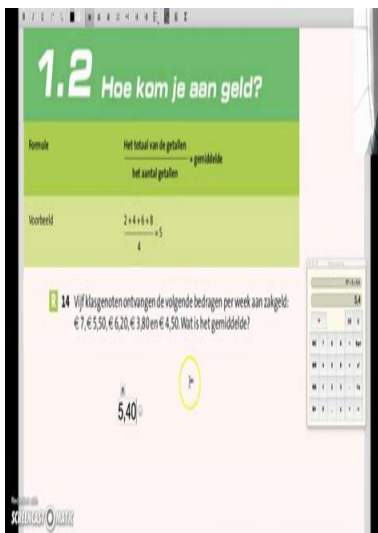 1.2 Hoe kom je aan geld?
Formule
Het totaal van de getallen
= gemiddelde
het aantal getallen
Voorbeeld
2+4+6+8
=5
4
R 14 Vijf klasgenoten ontvangen de volgende bedragen per week aan zakgeld:
€ 7, € 5,50, € 6,20, € 3,80 en € 4,50. Wat is het gemiddelde?
5,4
5,40
SCREENCAST-O-MATIC